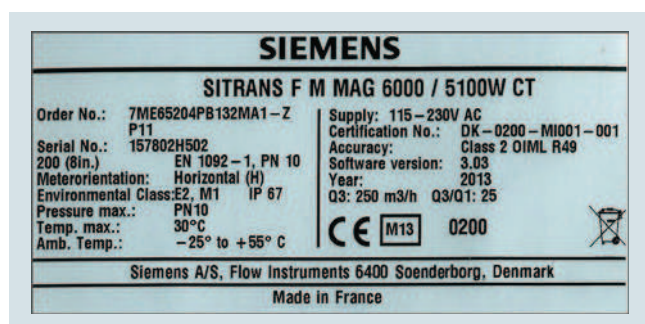 SIEMENS
SITRANS F M MAG 6000 / 5100W CT
Order No.: 7ME65204PB132MA1-Z
P11
Serial No.: 157802H502
200 (8in.) EN 1092-1, PN 10
Meterorientation: Horizontal (H)
Environmental Class:E2, M1 IP 67
Pressure max.: PN10
Temp. max.: 30°C
Amb. Temp.: -25° to +55° C
Supply: 115-230V AC
Certification No.: DK-0200-MI001-001
Accuracy: Class 2 OIML R49
Software version: 3.03
Year: 2013
Q3: 250 m3/h Q3/Q1: 25
CE M13 0200
Siemens A/S, Flow Instruments 6400 Soenderborg, Denmark
Made in France